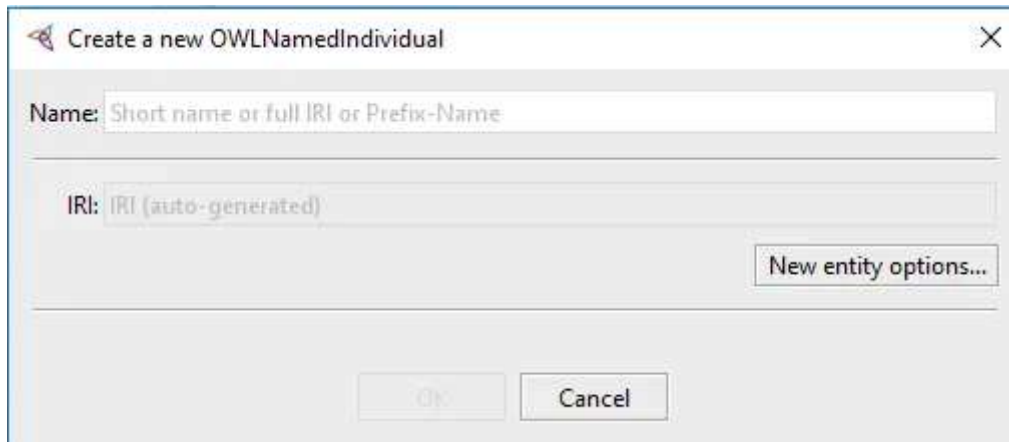 Create a new OWLNamedIndividual
Name: Short name or full IRI or Prefix-Name
IRI: IRI (auto-generated)
New entity options...
OK Cancel